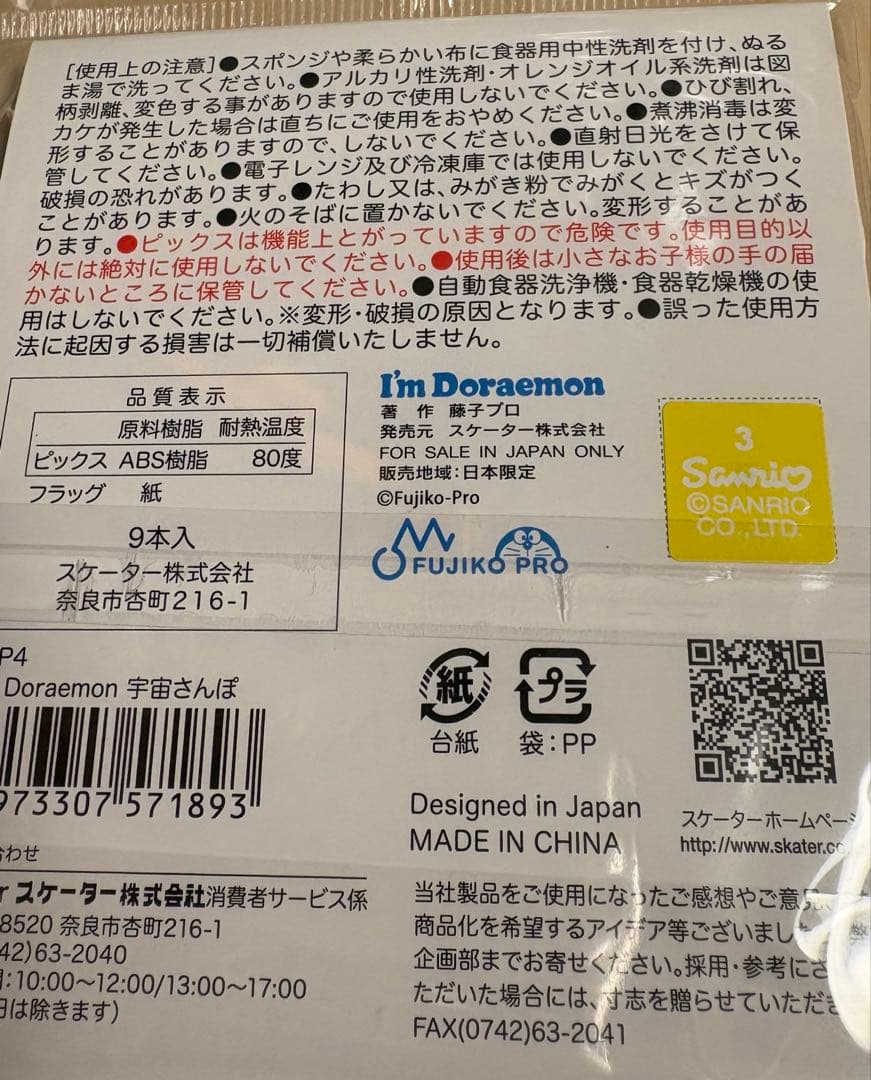 [使用上の注意]●スポンジや柔らかい布に食器用中性洗剤を付け、ぬる
ま湯で洗ってください。●アルカリ性洗剤・オレンジオイル系洗剤は図
柄剥離、変色する事がありますので使用しないでください。●ひび割れ、
カケが発生した場合は直ちにご使用をおやめください。●煮沸消毒は変
形することがありますので、しないでください。●直射日光をさけて保
管してください。●電子レンジ及び冷凍庫では使用しないでください。
破損の恐れがあります。●たわし又は、みがき粉でみがくとキズがつく
ことがあります。●火のそばに置かないでください。変形することがあ
ります。●ピックスは機能上とがっていますので危険です。使用目的以
外には絶対に使用しないでください。●使用後は小さなお子様の手の届
かないところに保管してください。●自動食器洗浄機・食器乾燥機の使
用はしないでください。※変形・破損の原因となります。●誤った使用方
法に起因する損害は一切補償いたしません。
品質表示
原料樹脂 耐熱温度
ピックス ABS樹脂 80度
フラッグ 紙
9本入
スケーター株式会社
奈良市杏町216-1
I'm Doraemon
著 作 藤子プロ
発売元 スケーター株式会社
FOR SALE IN JAPAN ONLY
販売地域:日本限定
©Fujiko-Pro
FUJIKO PRO
3
Sanrio
©SANRIO
CO.,LTD.
P4
Doraemon 宇宙さんぽ
973307 571893
紙
台紙
プラ
袋:PP
Designed in Japan
MADE IN CHINA
スケーターホームペー
http://www.skater.co
合わせ
スケーター株式会社消費者サービス係
8520 奈良市杏町216-1
42)63-2040
:10:00～12:00/13:00～17:00
日は除きます)
当社製品をご使用になったご感想やご意見、
商品化を希望するアイデア等ございまし
企画部までお寄せください。採用・参考にさ
ただいた場合には、寸志を贈らせていただき
FAX(0742)63-2041